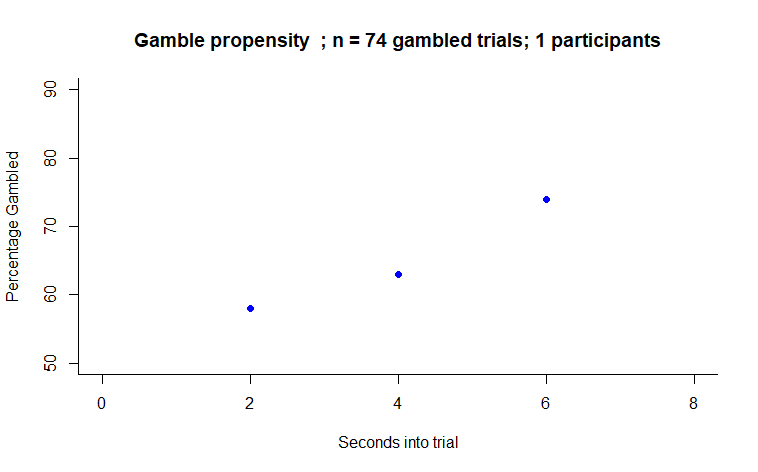 Gamble propensity  ; n = 74 gambled trials; 1 participants
Percentage Gambled
90
80
70
60
50
0 2 4 6 8
Seconds into trial